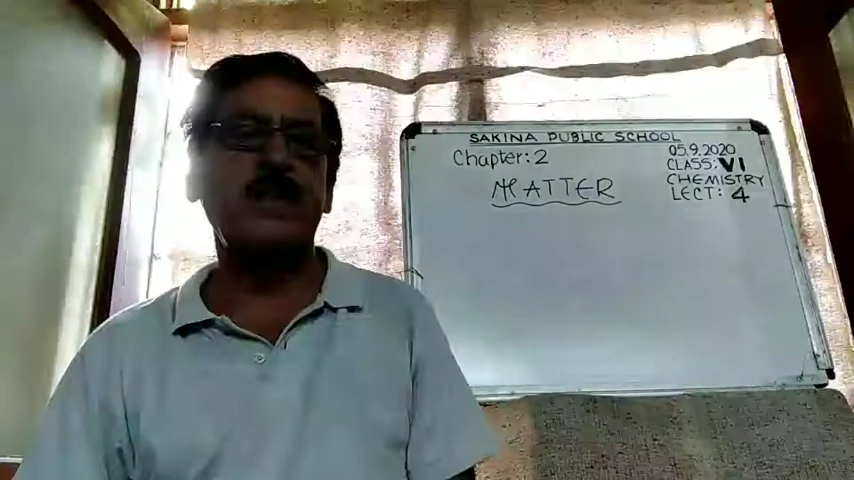 SAKINA PUBLIC SCHOOL
05.9.2020
Chapter: 2
CLASS: VI
CHEMISTRY
MATTER
LECT: 4